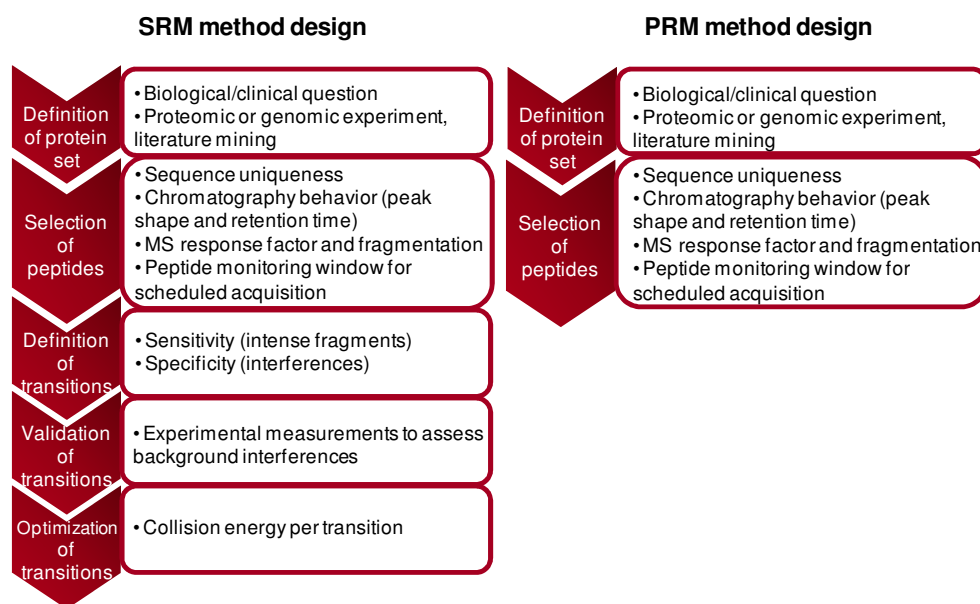 SRM method design
Definition
of protein
set
• Biological/clinical question
• Proteomic or genomic experiment,
literature mining
Selection
of
peptides
• Sequence uniqueness
• Chromatography behavior (peak
shape and retention time)
• MS response factor and fragmentation
• Peptide monitoring window for
scheduled acquisition
Definition
of
transitions
• Sensitivity (intense fragments)
• Specificity (interferences)
Validation
of
transitions
• Experimental measurements to assess
background interferences
Optimization
of
transitions
• Collision energy per transition
PRM method design
Definition
of protein
set
• Biological/clinical question
• Proteomic or genomic experiment,
literature mining
Selection
of
peptides
• Sequence uniqueness
• Chromatography behavior (peak
shape and retention time)
• MS response factor and fragmentation
• Peptide monitoring window for
scheduled acquisition